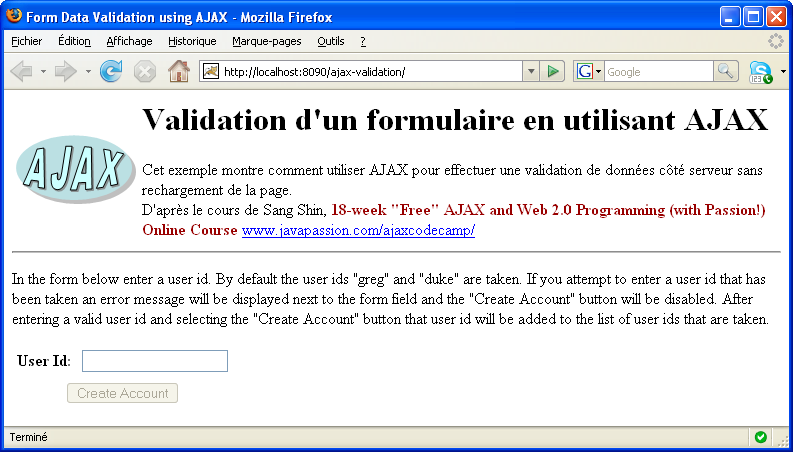 Form Data Validation using AJAX - Mozilla Firefox
Fichier Édition Affichage Historique Marque-pages Outils ?
http://localhost:8090/ajax-validation/ G Google 123
AJAX
Validation d'un formulaire en utilisant AJAX
Cet exemple montre comment utiliser AJAX pour effectuer une validation de données côté serveur sans
rechargement de la page.
D'après le cours de Sang Shin, 18-week "Free" AJAX and Web 2.0 Programming (with Passion!)
Online Course www.javapassion.com/ajaxcodecamp/
In the form below enter a user id. By default the user ids "greg" and "duke" are taken. If you attempt to enter a user id that has
been taken an error message will be displayed next to the form field and the "Create Account" button will be disabled. After
entering a valid user id and selecting the "Create Account" button that user id will be added to the list of user ids that are taken.
User Id:
Create Account
Terminé